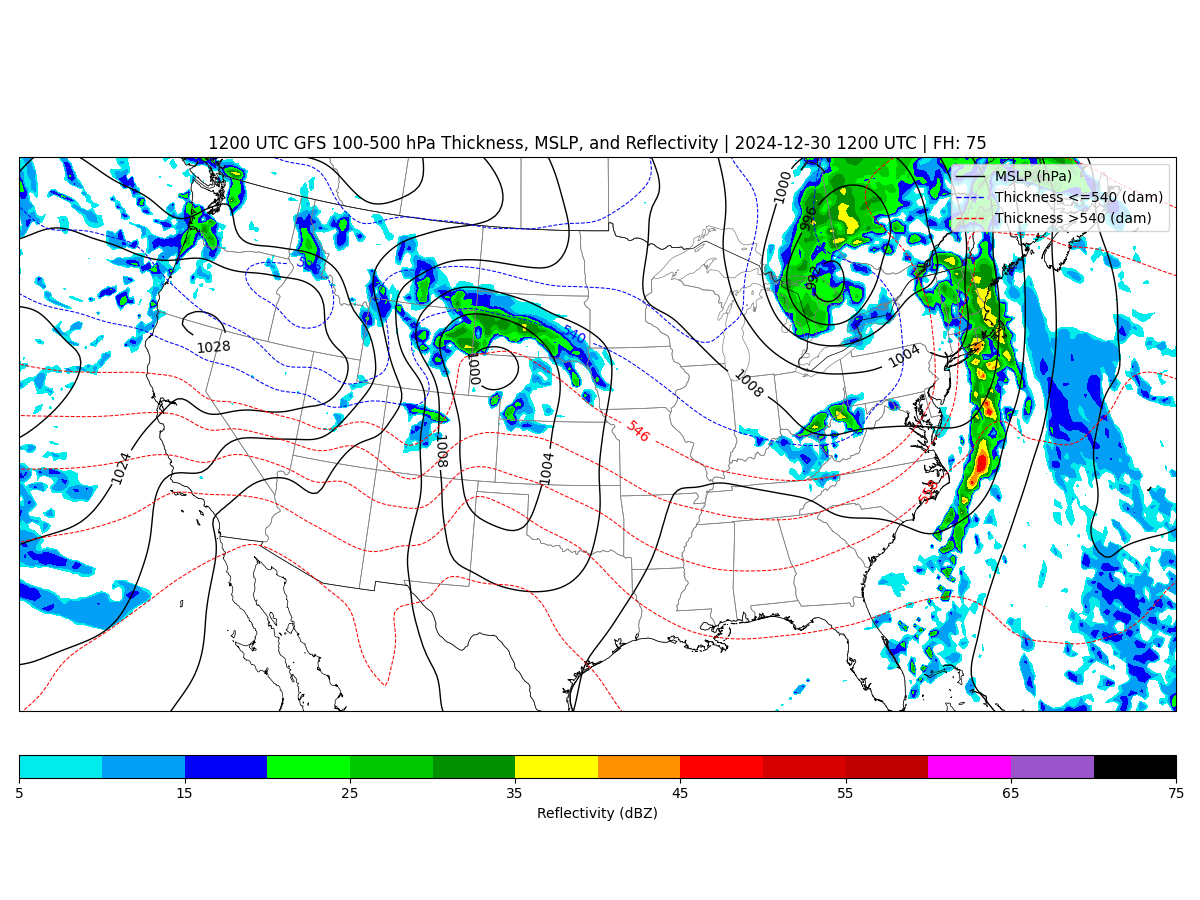 1200 UTC GFS 100-500 hPa Thickness, MSLP, and Reflectivity | 2024-12-30 1200 UTC | FH: 75
MSLP (hPa)
Thickness <=540 (dam)
Thickness >540 (dam)
1000
996
992
1028
540
1000
1004
1008
546
1008
1004
1024
5 15 25 35 45 55 65 75
Reflectivity (dBZ)